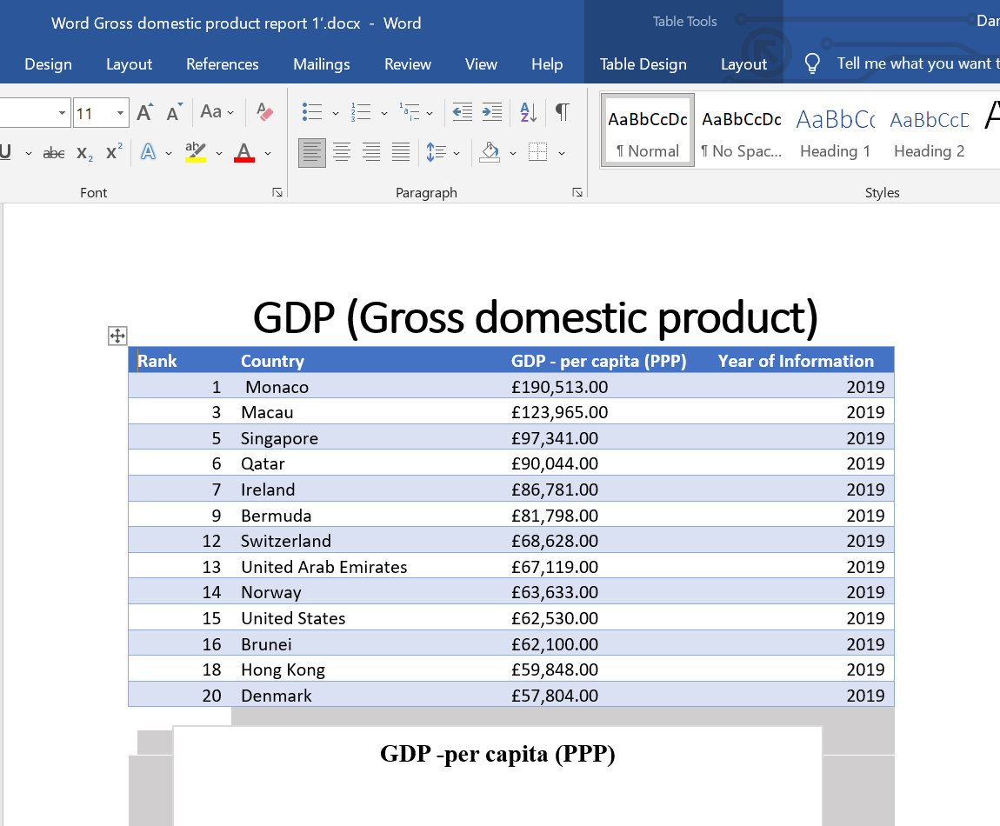 Word Gross domestic product report 1'.docx - Word
Table Tools
Design Layout References Mailings Review View Help Table Design Layout Tell me what you want
11 Aa
AaBbCcDc AaBbCcDc
¶ Normal ¶ No Spac... Heading 1 Heading 2
abc X₂ X² A ab A
Font Paragraph Styles
GDP (Gross domestic product)
Rank Country GDP - per capita (PPP) Year of Information
1 Monaco £190,513.00 2019
3 Macau £123,965.00 2019
5 Singapore £97,341.00 2019
6 Qatar £90,044.00 2019
7 Ireland £86,781.00 2019
9 Bermuda £81,798.00 2019
12 Switzerland £68,628.00 2019
13 United Arab Emirates £67,119.00 2019
14 Norway £63,633.00 2019
15 United States £62,530.00 2019
16 Brunei £62,100.00 2019
18 Hong Kong £59,848.00 2019
20 Denmark £57,804.00 2019
GDP -per capita (PPP)